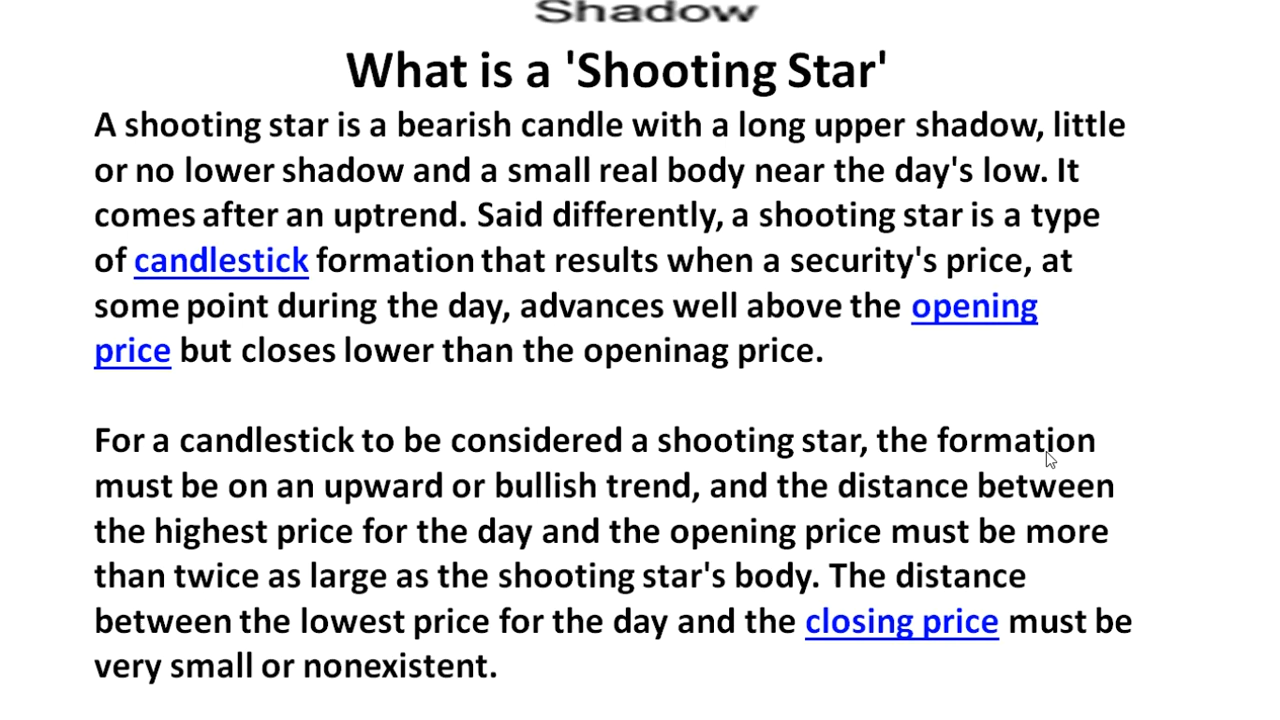 Shadow
What is a 'Shooting Star'
A shooting star is a bearish candle with a long upper shadow, little
or no lower shadow and a small real body near the day's low. It
comes after an uptrend. Said differently, a shooting star is a type
of candlestick formation that results when a security's price, at
some point during the day, advances well above the opening
price but closes lower than the openinag price.
For a candlestick to be considered a shooting star, the formation
must be on an upward or bullish trend, and the distance between
the highest price for the day and the opening price must be more
than twice as large as the shooting star's body. The distance
between the lowest price for the day and the closing price must be
very small or nonexistent.